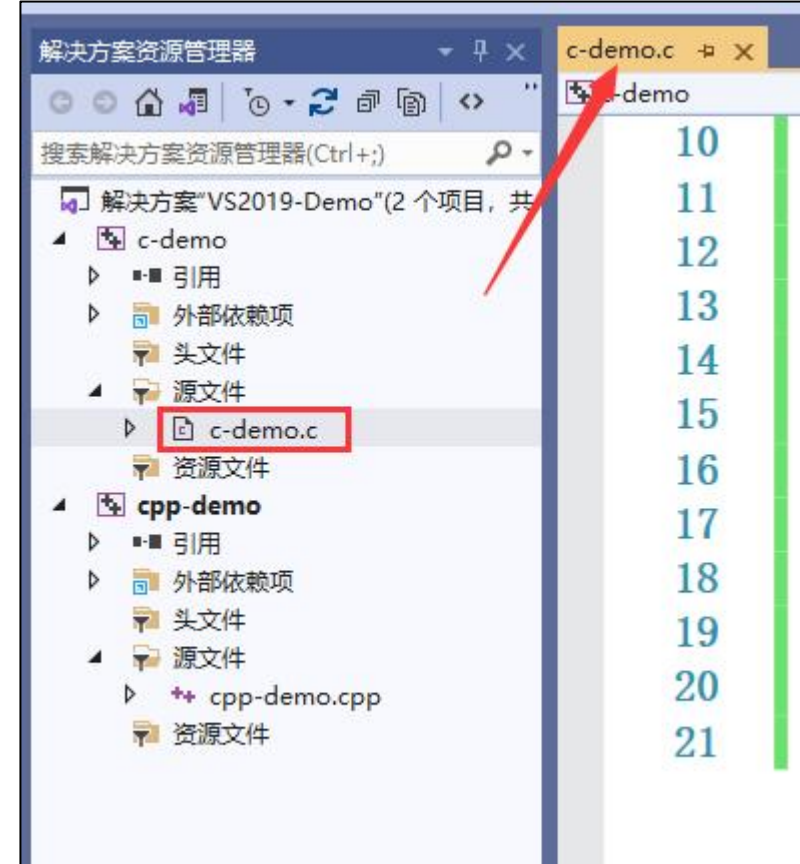 解决方案资源管理器
搜索解决方案资源管理器(Ctrl+;)
解决方案"VS2019-Demo"(2 个项目，共
c-demo
引用
外部依赖项
头文件
源文件
c-demo.c
资源文件
cpp-demo
引用
外部依赖项
头文件
源文件
cpp-demo.cpp
资源文件
c-demo.c
-demo
10
11
12
13
14
15
16
17
18
19
20
21